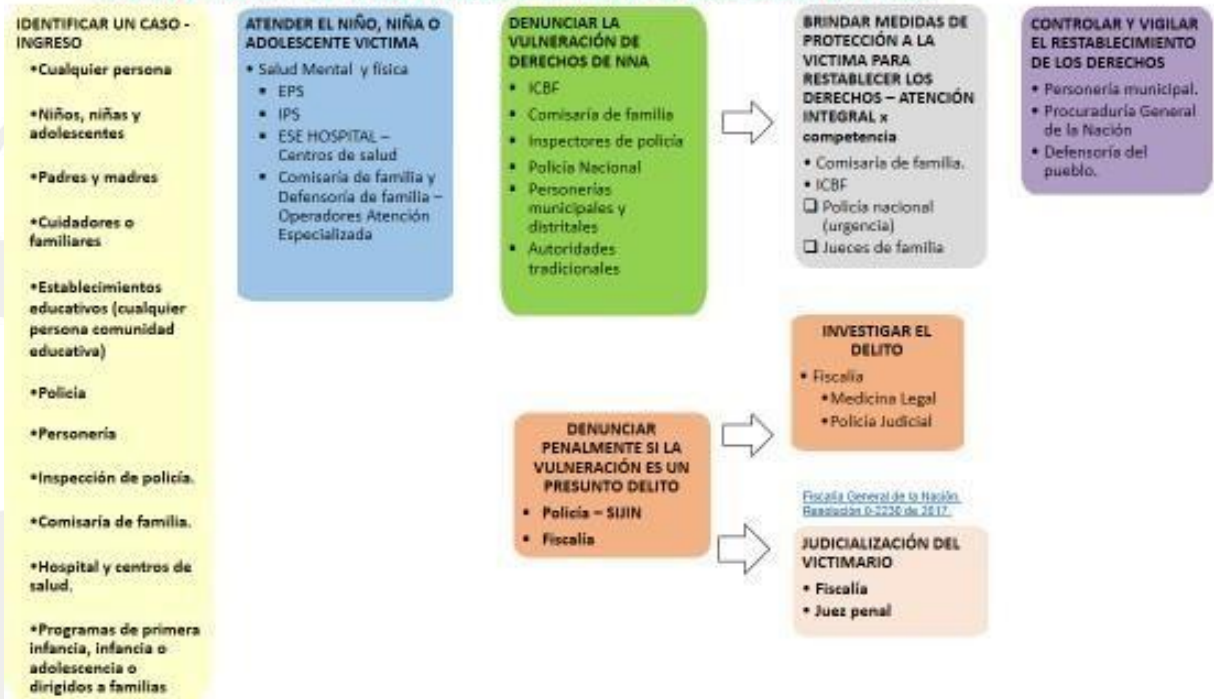 IDENTIFICAR UN CASO -
INGRESO
•Cualquier persona
•Niños, niñas y
adolescentes
•Padres y madres
•Cuidadores o
familiares
•Establecimientos
educativos (cualquier
persona comunidad
educativa)
•Policía
•Personería
•Inspección de policía.
•Comisaría de familia.
•Hospital y centros de
salud.
•Programas de primera
infancia, infancia o
adolescencia o
dirigidos a familias
ATENDER EL NIÑO, NIÑA O
ADOLESCENTE VICTIMA
• Salud Mental y física
• EPS
• IPS
• ESE HOSPITAL –
Centros de salud
• Comisaría de familia y
Defensoría de familia –
Operadores Atención
Especializada
DENUNCIAR LA
VULNERACIÓN DE
DERECHOS DE NNA
• ICBF
• Comisaría de familia
• Inspectores de policía
• Policía Nacional
• Personerías
municipales y
distritales
• Autoridades
tradicionales
BRINDAR MEDIDAS DE
PROTECCIÓN A LA
VICTIMA PARA
RESTABLECER LOS
DERECHOS – ATENCIÓN
INTEGRAL x
competencia
• Comisaría de familia.
• ICBF
❑ Policía nacional
(urgencia)
❑ Jueces de familia
CONTROLAR Y VIGILAR
EL RESTABLECIMIENTO
DE LOS DERECHOS
• Personería municipal.
• Procuraduría General
de la Nación
• Defensoría del
pueblo.
DENUNCIAR
PENALMENTE SI LA
VULNERACIÓN ES UN
PRESUNTO DELITO
• Policía – SIJIN
• Fiscalía
INVESTIGAR EL
DELITO
• Fiscalía
•Medicina Legal
•Policía Judicial
Fiscalía General de la Nación.
Resolución 0-2230 de 2017.
JUDICIALIZACIÓN DEL
VICTIMARIO
• Fiscalía
• Juez penal